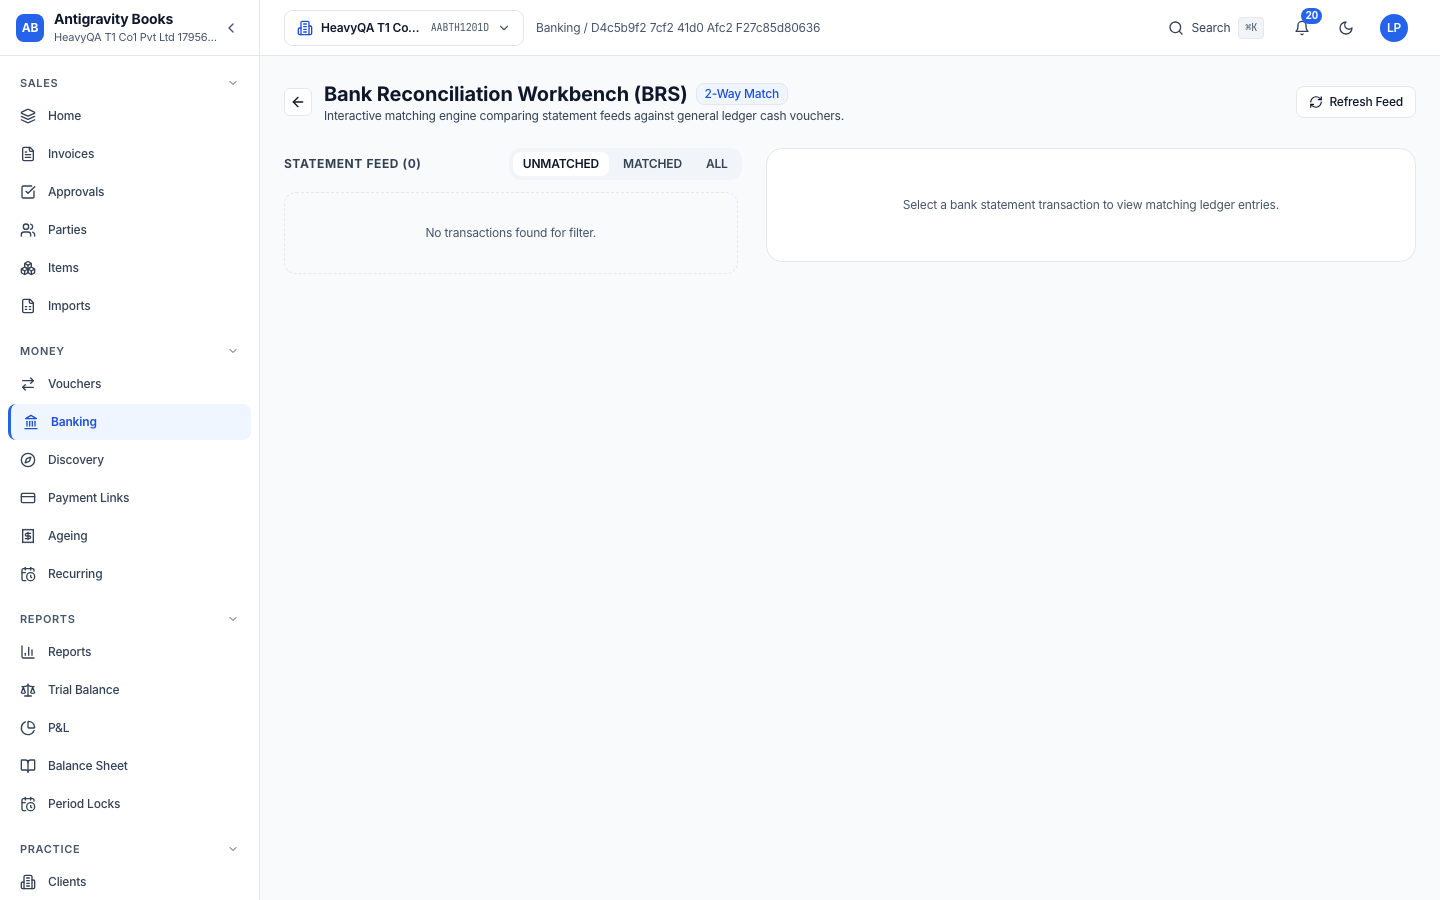 AB
Antigravity Books
HeavyQA T1 Co1 Pvt Ltd 17956...
SALES
Home
Invoices
Approvals
Parties
Items
Imports
MONEY
Vouchers
Banking
Discovery
Payment Links
Ageing
Recurring
REPORTS
Reports
Trial Balance
P&L
Balance Sheet
Period Locks
PRACTICE
Clients
HeavyQA T1 Co... AABTH1201D
Banking / D4c5b9f2 7cf2 41d0 Afc2 F27c85d80636
Search ⌘K
20
LP
Bank Reconciliation Workbench (BRS) 2-Way Match
Interactive matching engine comparing statement feeds against general ledger cash vouchers.
Refresh Feed
STATEMENT FEED (0)
UNMATCHED MATCHED ALL
No transactions found for filter.
Select a bank statement transaction to view matching ledger entries.